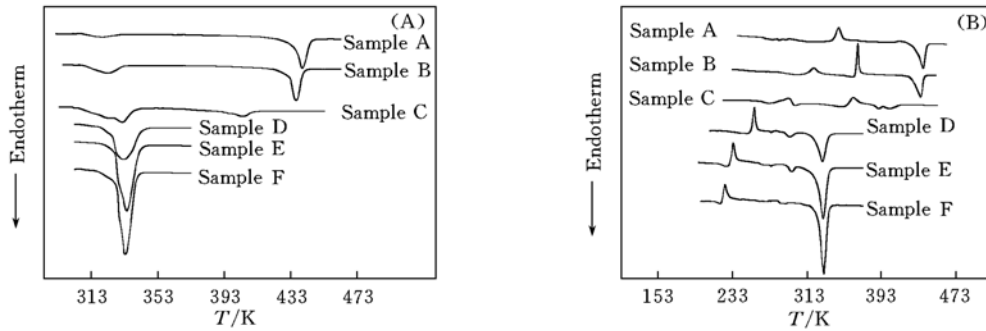 (A)
Sample A
Sample B
Sample C
Sample D
Sample E
Sample F
Endotherm
313 353 393 433 473
T/K
(B)
Sample A
Sample B
Sample C
Sample D
Sample E
Sample F
Endotherm
153 233 313 393 473
T/K